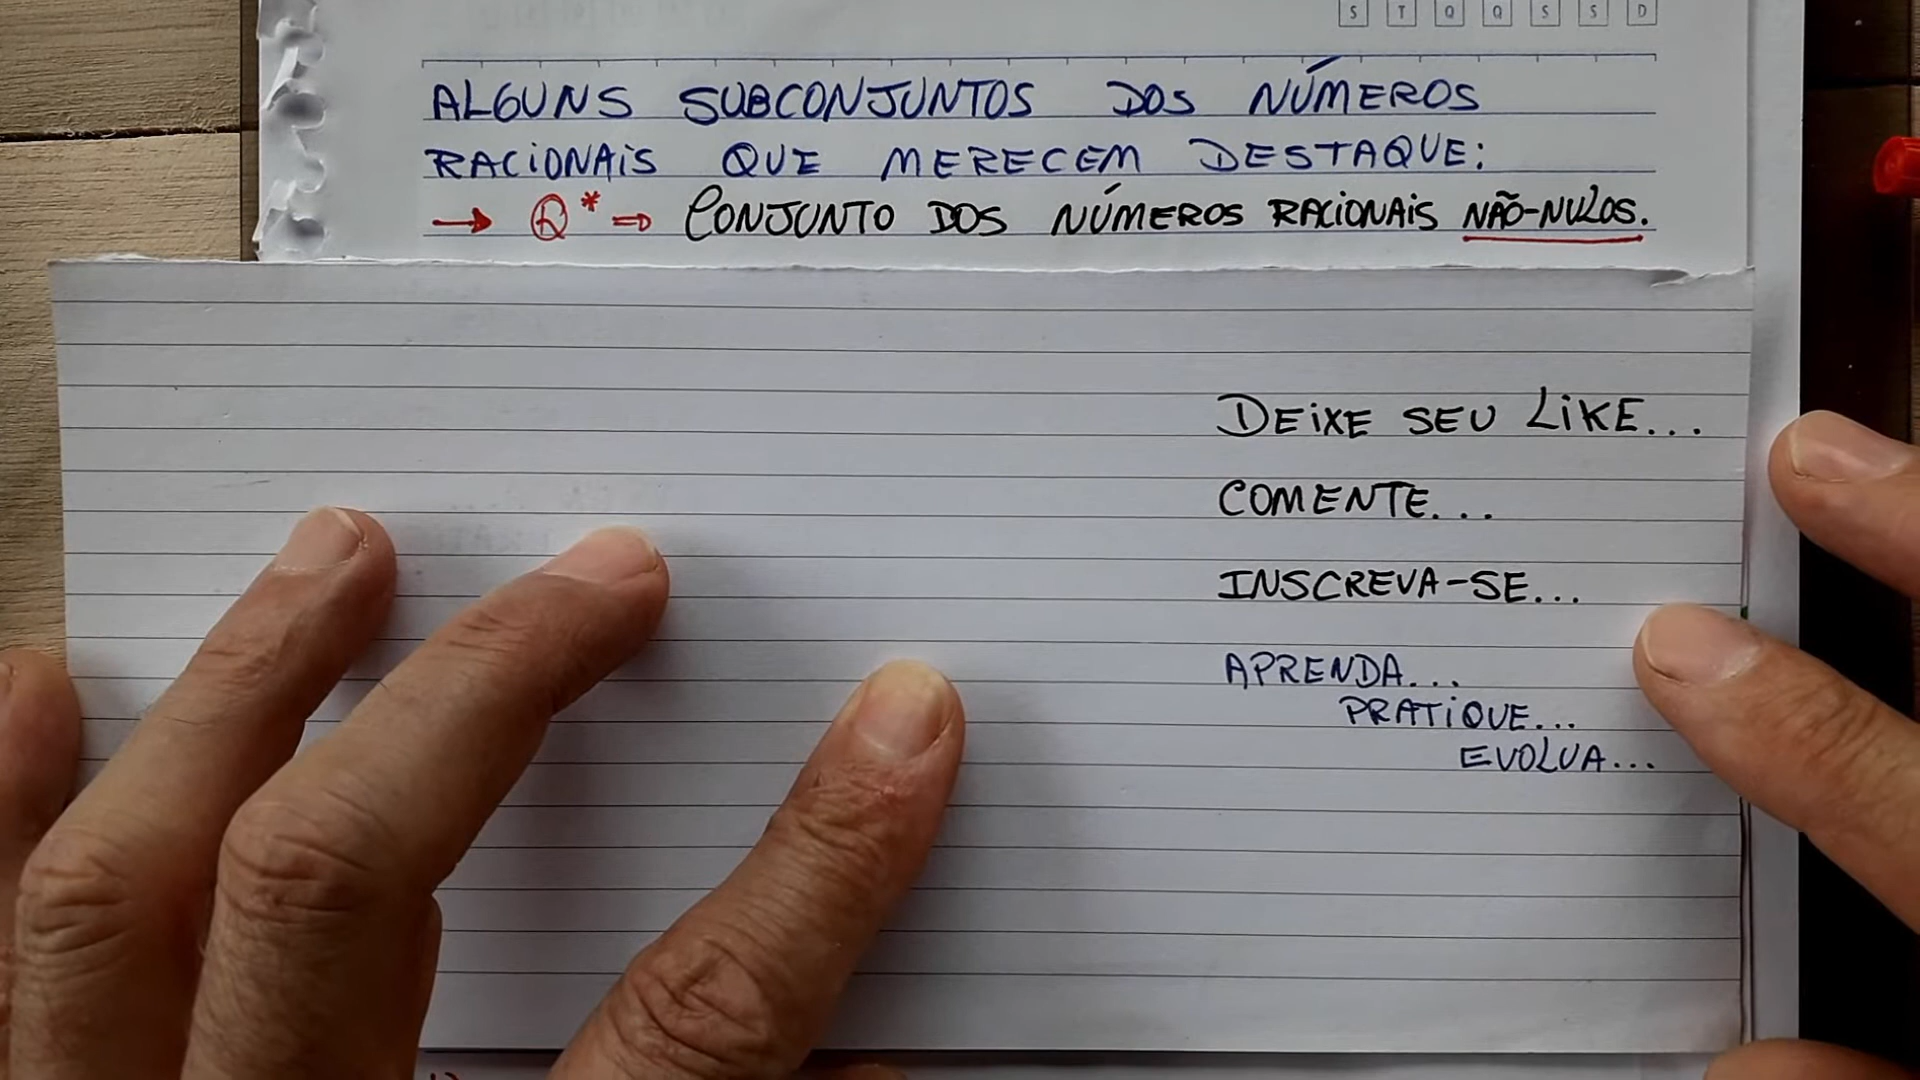 S T Q Q S S D
ALGUNS SUBCONJUNTOS DOS NÚMEROS
RACIONAIS QUE MERECEM DESTAQUE:
→ Q* ⇒ CONJUNTO DOS NÚMEROS RACIONAIS NÃO-NULOS.
DEIXE SEU LIKE...
COMENTE...
INSCREVA-SE...
APRENDA...
PRATIQUE...
EVOLUA...